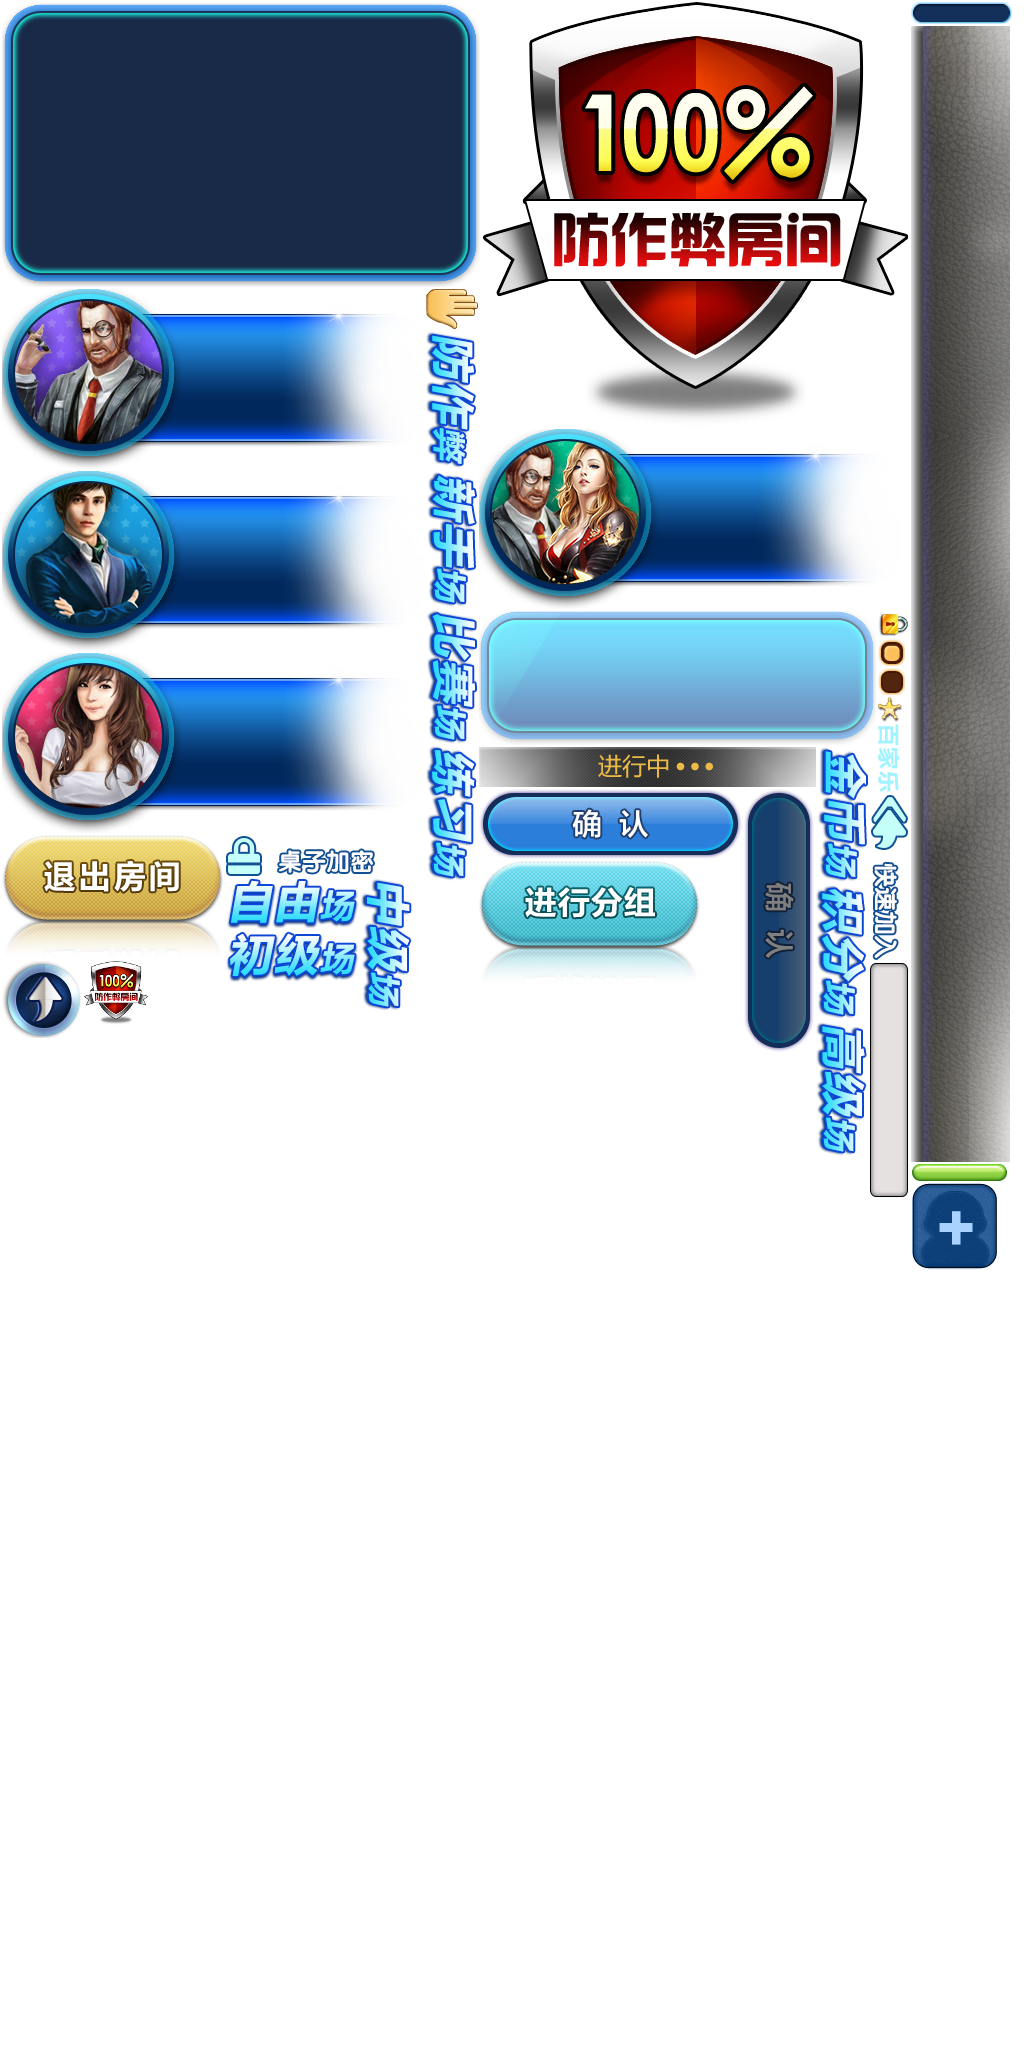 100%
防作弊房间
防作弊
新手场
比赛场
练习场
百家乐
进行中•••
确 认
进行分组
确 认
金币场
积分场
高级场
快速加入
退出房间
桌子加密
自由场
初级场
中级场
100%
防作弊房间